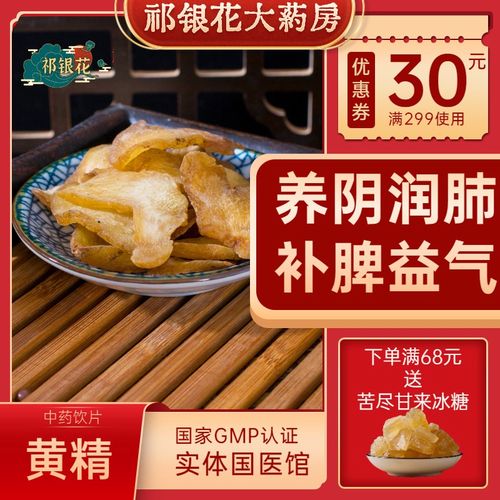 祁银花大药房
祁银花
优惠券
30元
满299使用
养阴润肺
补脾益气
下单满68元
送
苦尽甘来冰糖
中药饮片
黄精
国家GMP认证
实体国医馆